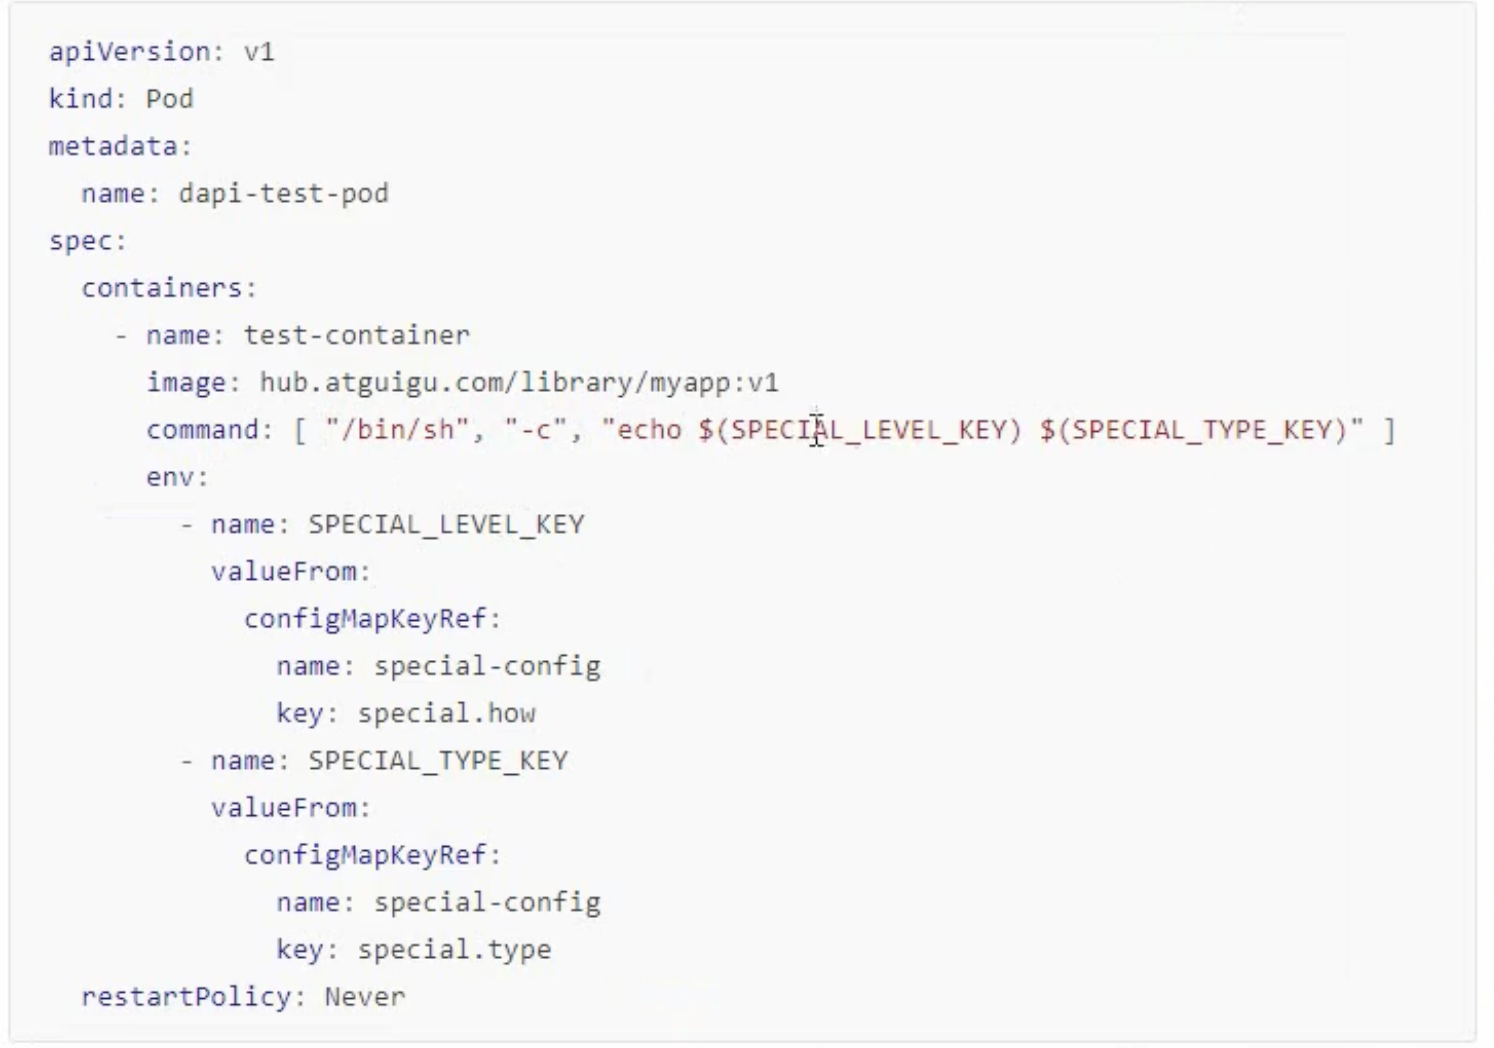 apiVersion: v1
kind: Pod
metadata:
  name: dapi-test-pod
spec:
  containers:
    - name: test-container
      image: hub.atguigu.com/library/myapp:v1
      command: [ "/bin/sh", "-c", "echo $(SPECIAL_LEVEL_KEY) $(SPECIAL_TYPE_KEY)" ]
      env:
        - name: SPECIAL_LEVEL_KEY
          valueFrom:
            configMapKeyRef:
              name: special-config
              key: special.how
        - name: SPECIAL_TYPE_KEY
          valueFrom:
            configMapKeyRef:
              name: special-config
              key: special.type
  restartPolicy: Never